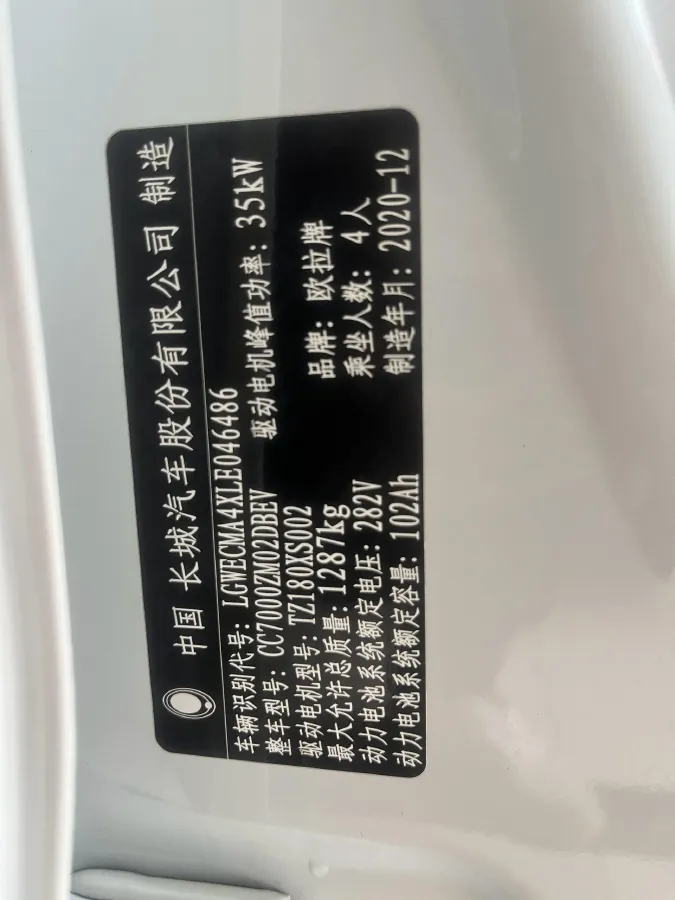 中国 长城汽车股份有限公司 制造
车辆识别代号: LGWECMA4XLE046486
整车型号: CC7000ZM02DBEV 驱动电机峰值功率: 35kW
驱动电机型号: TZ180XS002 品牌: 欧拉牌
最大允许总质量: 1287kg 乘坐人数: 4人
动力电池系统额定电压: 282V 制造年月: 2020-12
动力电池系统额定容量: 102Ah